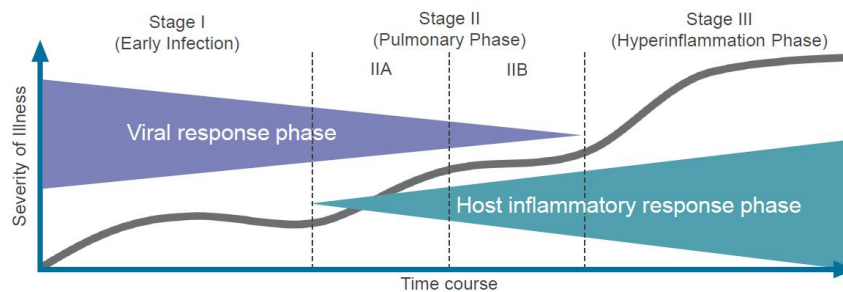 Stage I
(Early Infection)
Stage II
(Pulmonary Phase)
Stage III
(Hyperinflammation Phase)
IIA
IIB
Severity of Illness
Viral response phase
Host inflammatory response phase
Time course